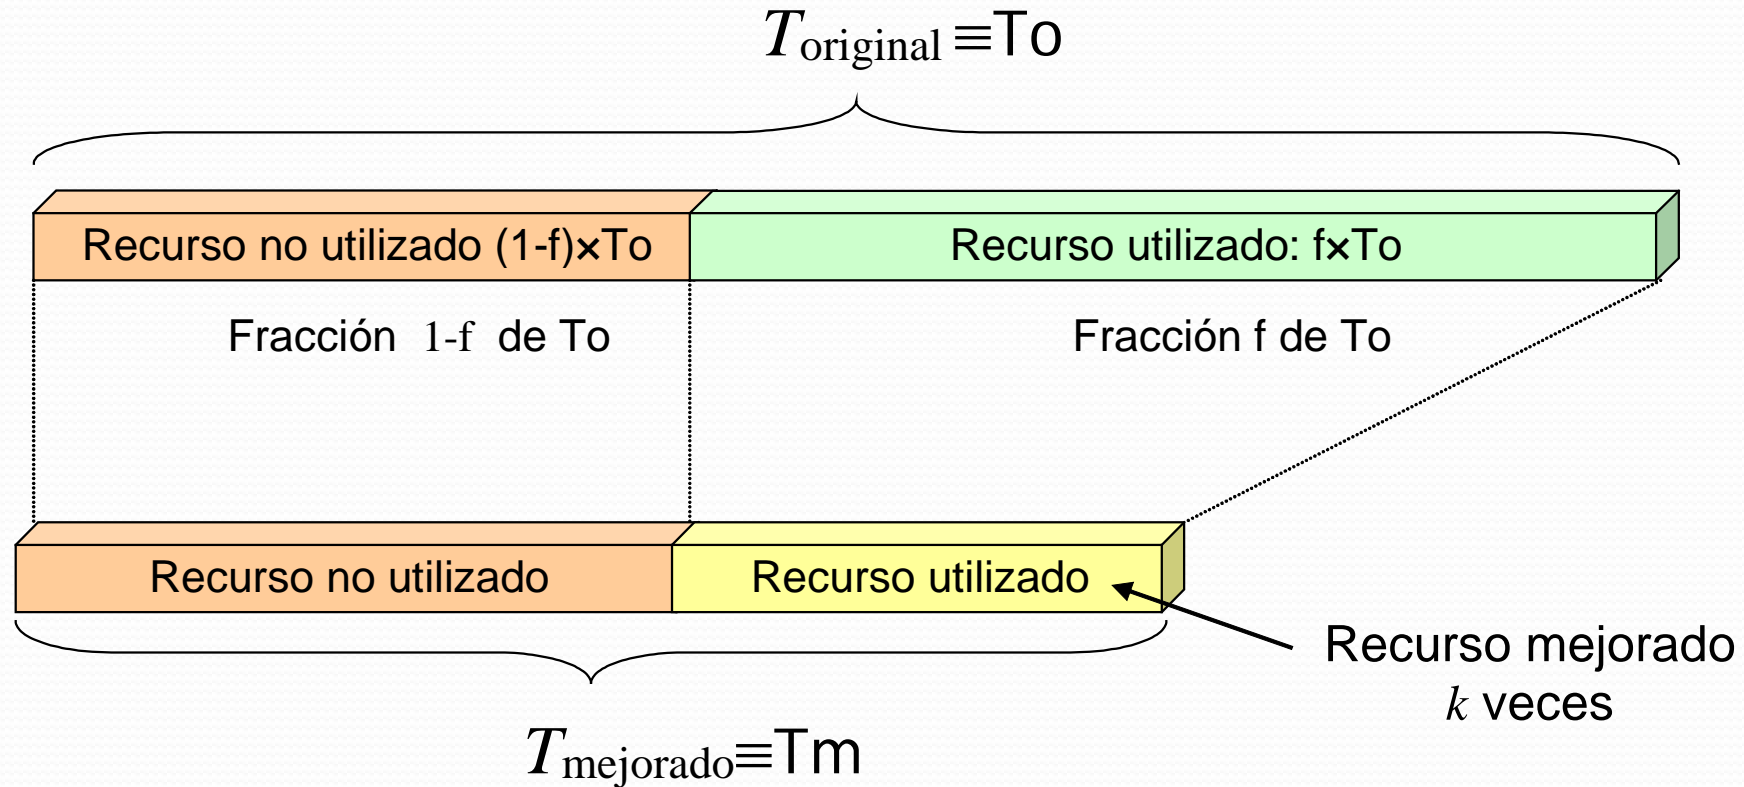 Toriginal ≡To
Recurso no utilizado (1-f)×To
Recurso utilizado: f×To
Fracción 1-f de To
Fracción f de To
Recurso no utilizado
Recurso utilizado
Recurso mejorado
k veces
Tmejorado≡Tm